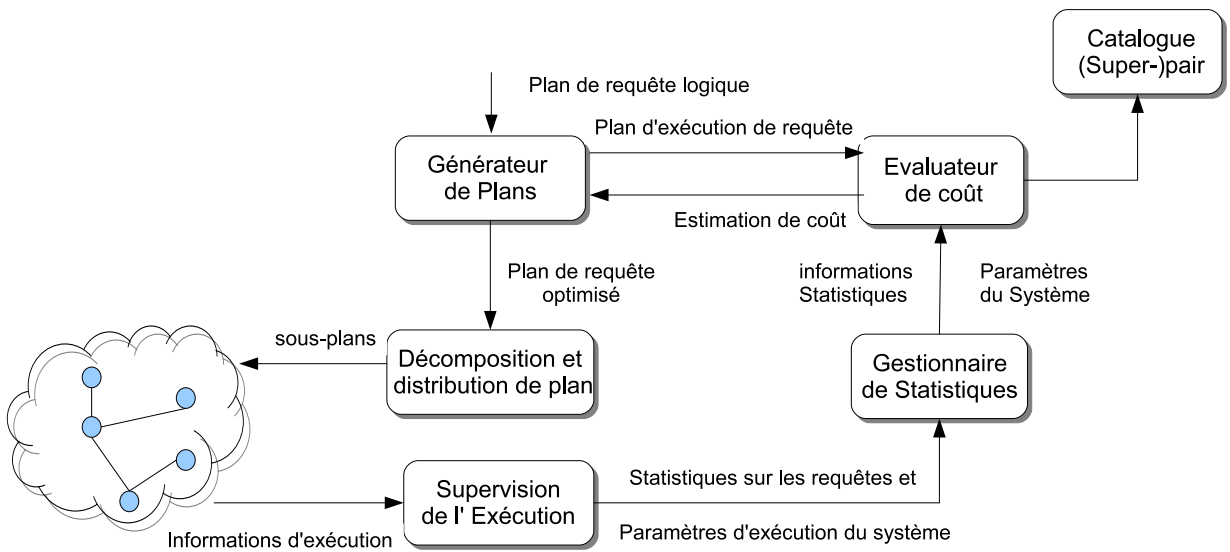 Catalogue
(Super-)pair
Plan de requête logique
Plan d'exécution de requête
Générateur
de Plans
Evaluateur
de coût
Estimation de coût
Plan de requête
optimisé
informations
Statistiques
Paramètres
du Système
sous-plans
Décomposition et
distribution de plan
Gestionnaire
de Statistiques
Supervision
de l' Exécution
Statistiques sur les requêtes et
Informations d'exécution
Paramètres d'exécution du système